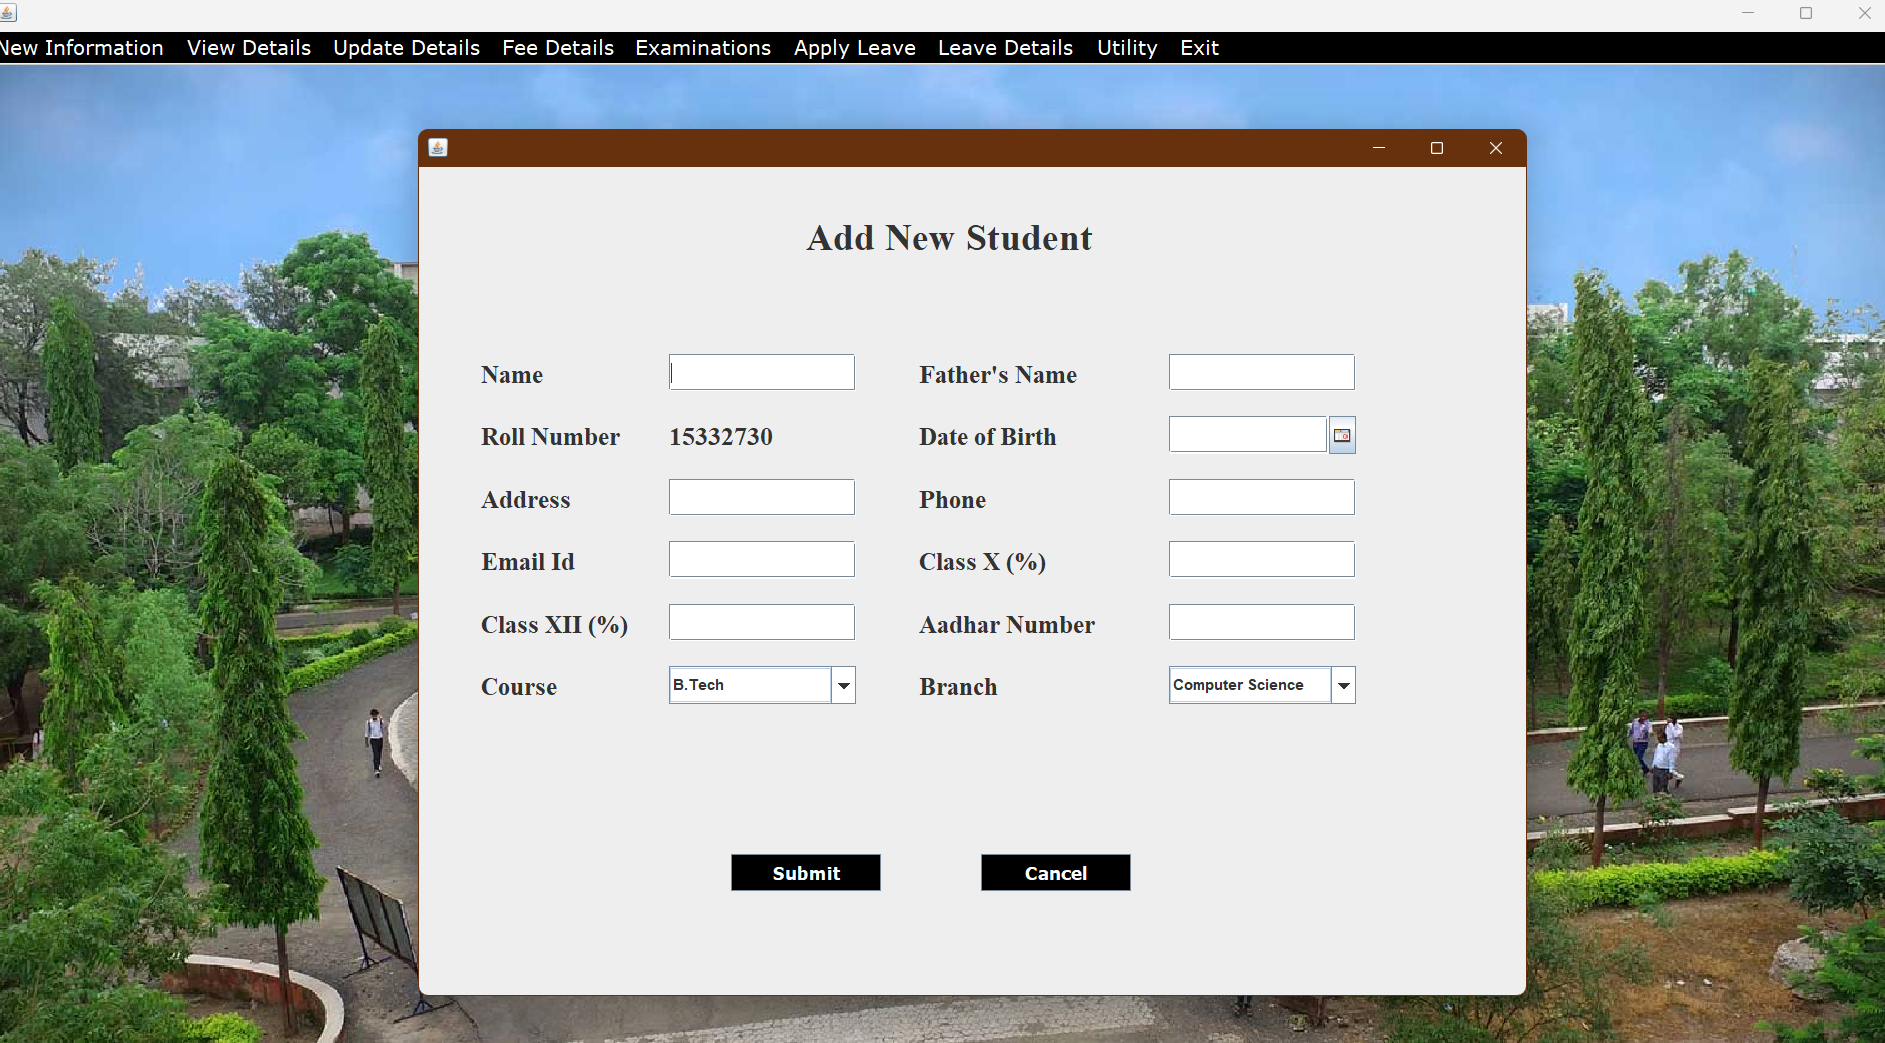 New Information View Details Update Details Fee Details Examinations Apply Leave Leave Details Utility Exit
Add New Student
Name Father's Name
Roll Number 15332730 Date of Birth
Address Phone
Email Id Class X (%)
Class XII (%) Aadhar Number
Course B.Tech Branch Computer Science
Submit Cancel